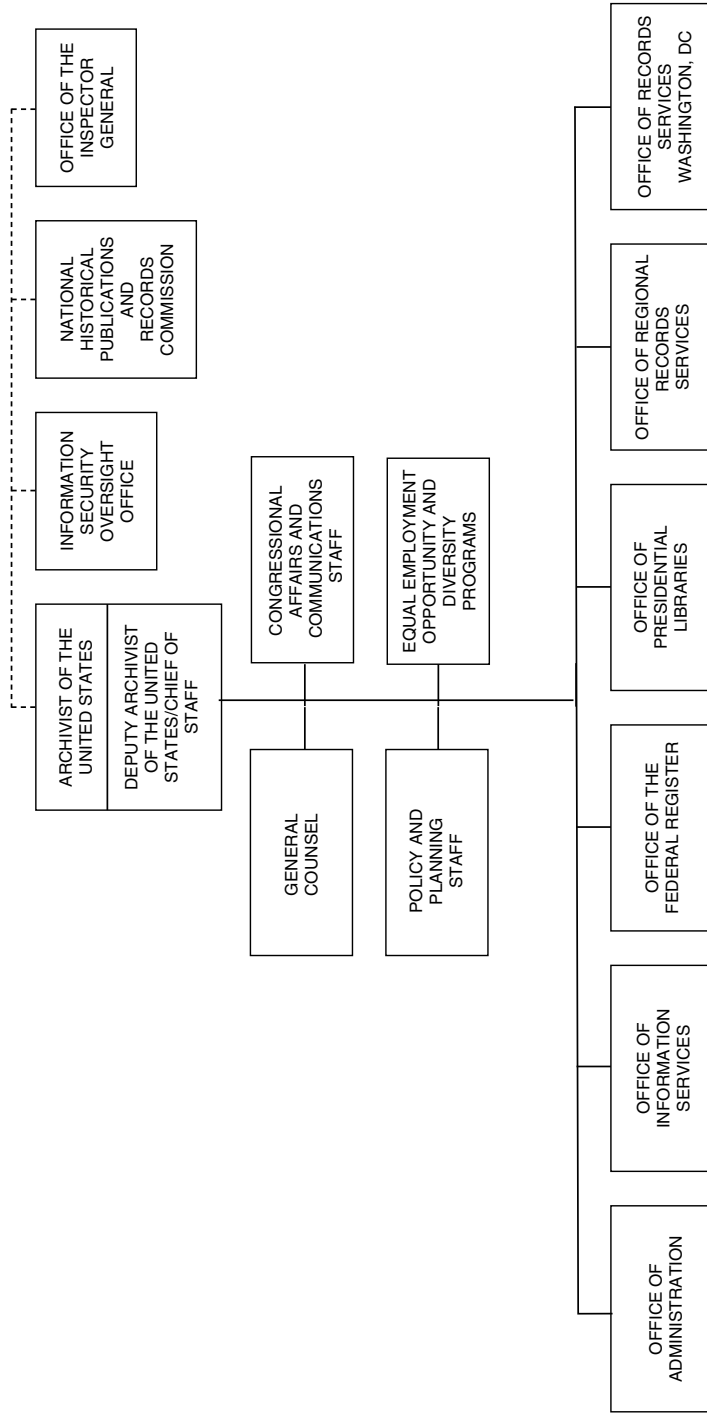 ARCHIVIST OF THE
UNITED STATES
DEPUTY ARCHIVIST
OF THE UNITED
STATES/CHIEF OF
STAFF
INFORMATION
SECURITY
OVERSIGHT
OFFICE
NATIONAL
HISTORICAL
PUBLICATIONS
AND
RECORDS
COMMISSION
OFFICE OF THE
INSPECTOR
GENERAL
GENERAL
COUNSEL
CONGRESSIONAL
AFFAIRS AND
COMMUNICATIONS
STAFF
POLICY AND
PLANNING
STAFF
EQUAL EMPLOYMENT
OPPORTUNITY AND
DIVERSITY
PROGRAMS
OFFICE OF
ADMINISTRATION
OFFICE OF
INFORMATION
SERVICES
OFFICE OF THE
FEDERAL REGISTER
OFFICE OF
PRESIDENTIAL
LIBRARIES
OFFICE OF REGIONAL
RECORDS
SERVICES
OFFICE OF RECORDS
SERVICES
WASHINGTON, DC